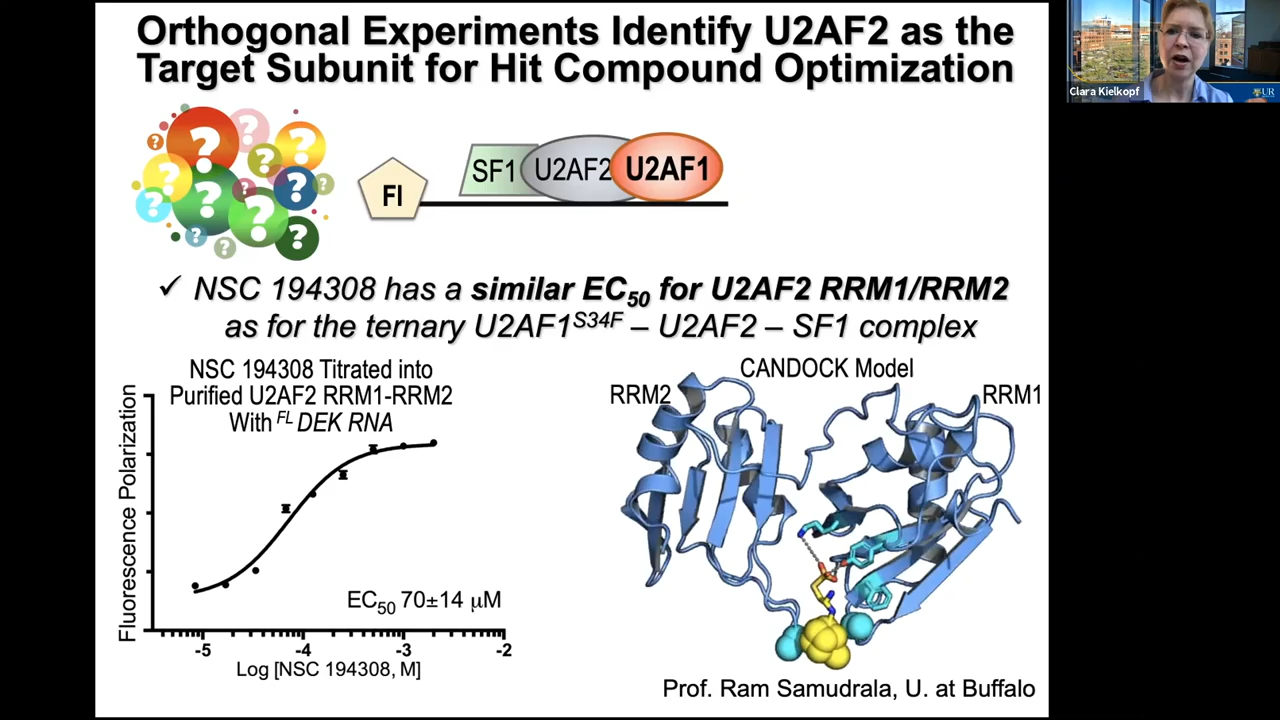 Orthogonal Experiments Identify U2AF2 as the
Target Subunit for Hit Compound Optimization
Clara Kielkopf
UR
? ? ? ? ? ? ? ? ? ? ? ? ?
Fl
SF1 U2AF2 U2AF1
✓ NSC 194308 has a similar EC50 for U2AF2 RRM1/RRM2
as for the ternary U2AF1S34F – U2AF2 – SF1 complex
NSC 194308 Titrated into
Purified U2AF2 RRM1-RRM2
With FL DEK RNA
Fluorescence Polarization
EC50 70±14 μM
-5 -4 -3 -2
Log [NSC 194308, M]
CANDOCK Model
RRM2 RRM1
Prof. Ram Samudrala, U. at Buffalo